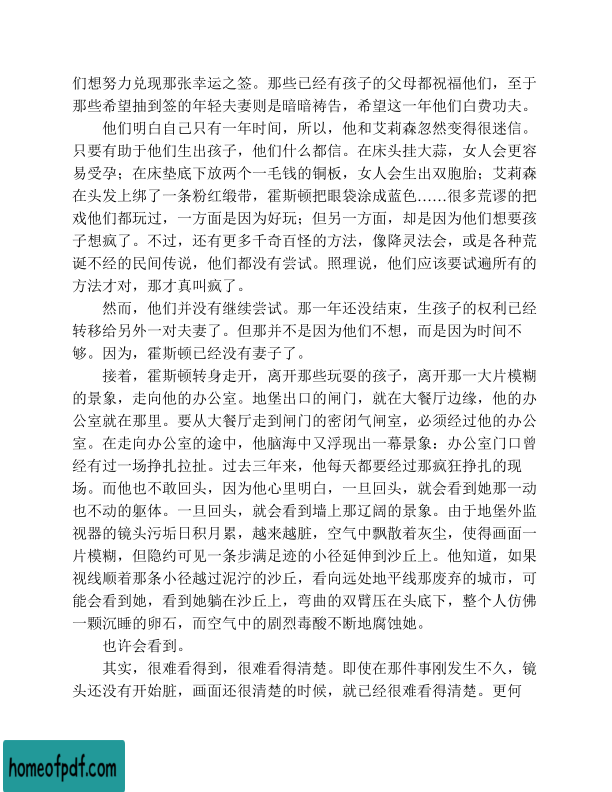 们想努力兑现那张幸运之签。那些已经有孩子的父母都祝福他们，至于
那些希望抽到签的年轻夫妻则是暗暗祷告，希望这一年他们白费功夫。
他们明白自己只有一年时间，所以，他和艾莉森忽然变得很迷信。
只要有助于他们生出孩子，他们什么都信。在床头挂大蒜，女人会更容
易受孕；在床垫底下放两个一毛钱的铜板，女人会生出双胞胎；艾莉森
在头发上绑了一条粉红缎带，霍斯顿把眼袋涂成蓝色……很多荒谬的把
戏他们都玩过，一方面是因为好玩；但另一方面，却是因为他们想要孩
子想疯了。不过，还有更多千奇百怪的方法，像降灵法会，或是各种荒
诞不经的民间传说，他们都没有尝试。照理说，他们应该要试遍所有的
方法才对，那才真叫疯了。
然而，他们并没有继续尝试。那一年还没结束，生孩子的权利已经
转移给另外一对夫妻了。但那并不是因为他们不想，而是因为时间不
够。因为，霍斯顿已经没有妻子了。
接着，霍斯顿转身走开，离开那些玩耍的孩子，离开那一大片模糊
的景象，走向他的办公室。地堡出口的闸门，就在大餐厅边缘，他的办
公室就在那里。要从大餐厅走到闸门的密闭气闸室，必须经过他的办公
室。在走向办公室的途中，他脑海中又浮现出一幕景象：办公室门口曾
经有过一场挣扎拉扯。过去三年来，他每天都要经过那疯狂挣扎的现
场。而他也不敢回头，因为他心里明白，一旦回头，就会看到她那一动
也不动的躯体。一旦回头，就会看到墙上那辽阔的景象。由于地堡外监
视器的镜头污垢日积月累，越来越脏，空气中飘散着灰尘，使得画面一
片模糊，但隐约可见一条步满足迹的小径延伸到沙丘上。他知道，如果
视线顺着那条小径越过泥泞的沙丘，看向远处地平线那废弃的城市，可
能会看到她，看到她躺在沙丘上，弯曲的双臂压在头底下，整个人仿佛
一颗沉睡的卵石，而空气中的剧烈毒酸不断地腐蚀她。
也许会看到。
其实，很难看得到，很难看得清楚。即使在那件事刚发生不久，镜
头还没有开始脏，画面还很清楚的时候，就已经很难看得清楚。更何
homeofpdf.com